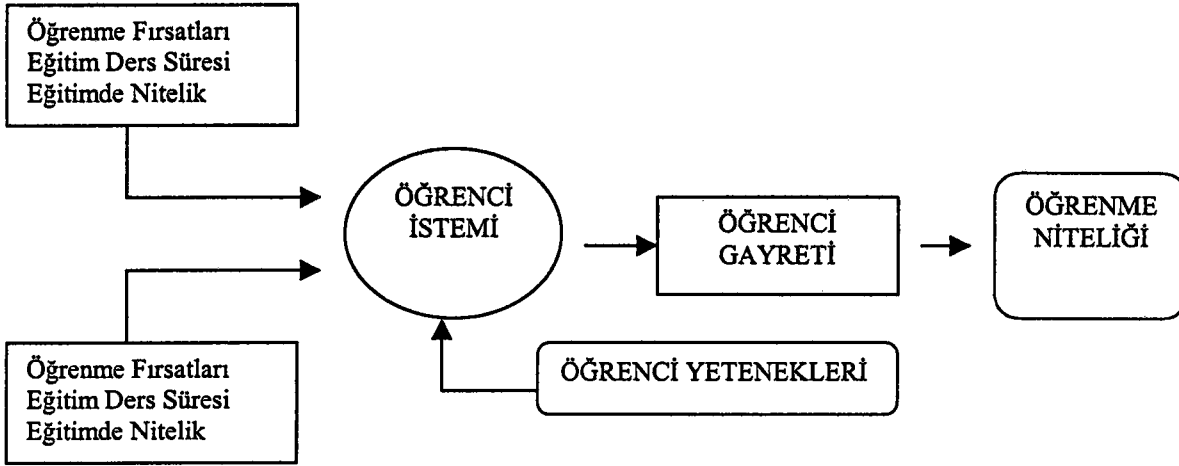 Öğrenme Fırsatları
Eğitim Ders Süresi
Eğitimde Nitelik
ÖĞRENCİ
İSTEMİ
ÖĞRENCİ
GAYRETİ
ÖĞRENME
NİTELİĞİ
Öğrenme Fırsatları
Eğitim Ders Süresi
Eğitimde Nitelik
ÖĞRENCİ YETENEKLERİ